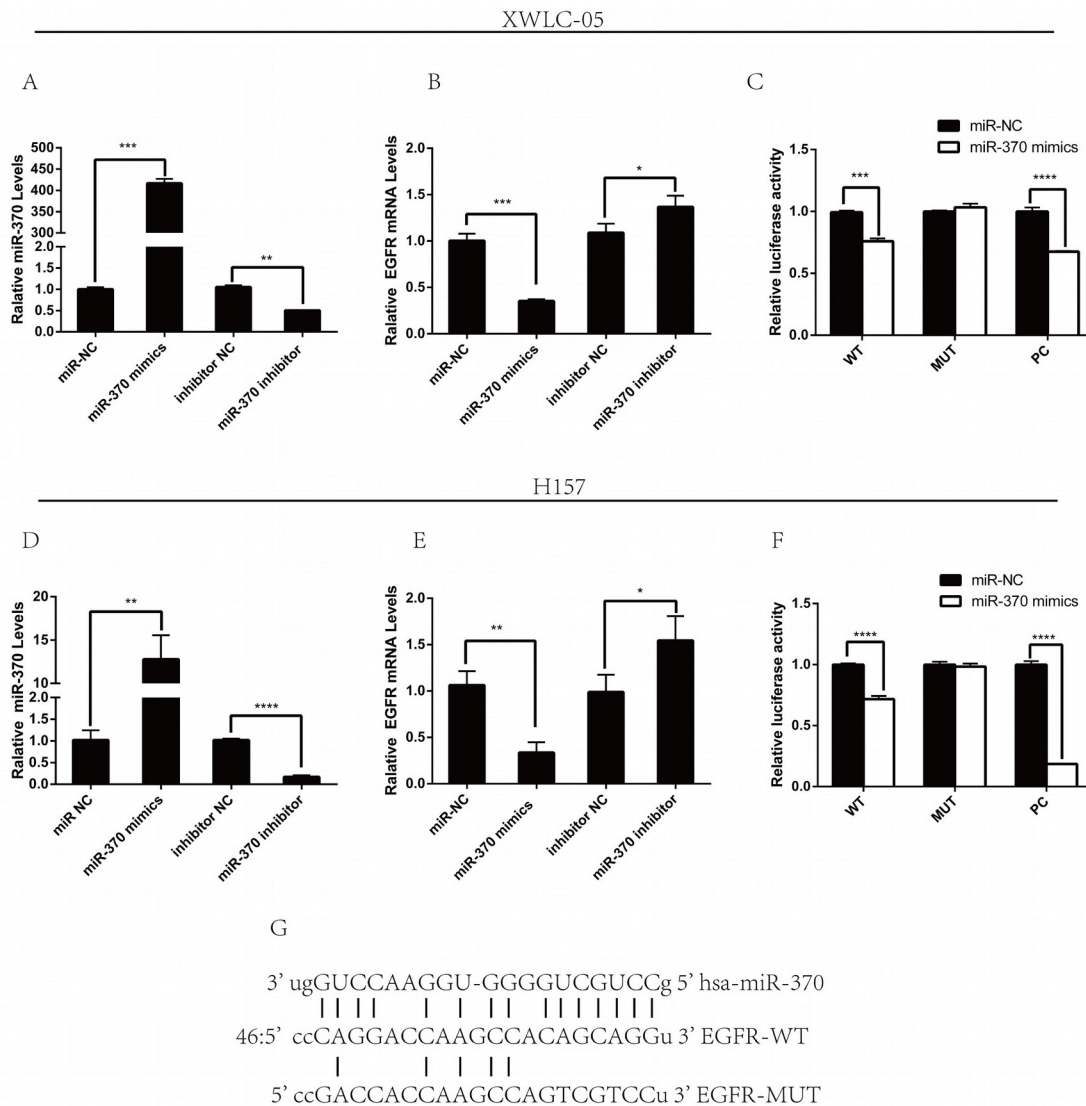 XWLC-05
A
Ralative miR-370 Levels
500
450
400
350
300
2.0
1.5
1.0
0.5
0.0
***
**
miR-NC
miR-370 mimics
inhibitor NC
miR-370 inhibitor
B
Ralative EGFR mRNA Levels
2.0
1.5
1.0
0.5
0.0
***
*
miR-NC
miR-370 mimics
inhibitor NC
miR-370 inhibitor
C
miR-NC
miR-370 mimics
Relative luciferase activity
1.5
1.0
0.5
0.0
***
****
WT
MUT
PC
H157
D
Ralative miR-370 Levels
20
15
10
2.0
1.5
1.0
0.5
0.0
**
****
miR NC
miR-370 mimics
inhibitor NC
miR-370 inhibitor
E
Ralative EGFR mRNA Levels
2.0
1.5
1.0
0.5
0.0
**
*
miR-NC
miR-370 mimics
inhibitor NC
miR-370 inhibitor
F
miR-NC
miR-370 mimics
Relative luciferase activity
1.5
1.0
0.5
0.0
****
****
WT
MUT
PC
G
3’ ugGUCCAAGGU-GGGGUCGUCCg 5’ hsa-miR-370
46:5’ ccCAGGACCAAGCCACAGCAGGu 3’ EGFR-WT
5’ ccGACCACCAAGCCAGTCGTCCu 3’ EGFR-MUT